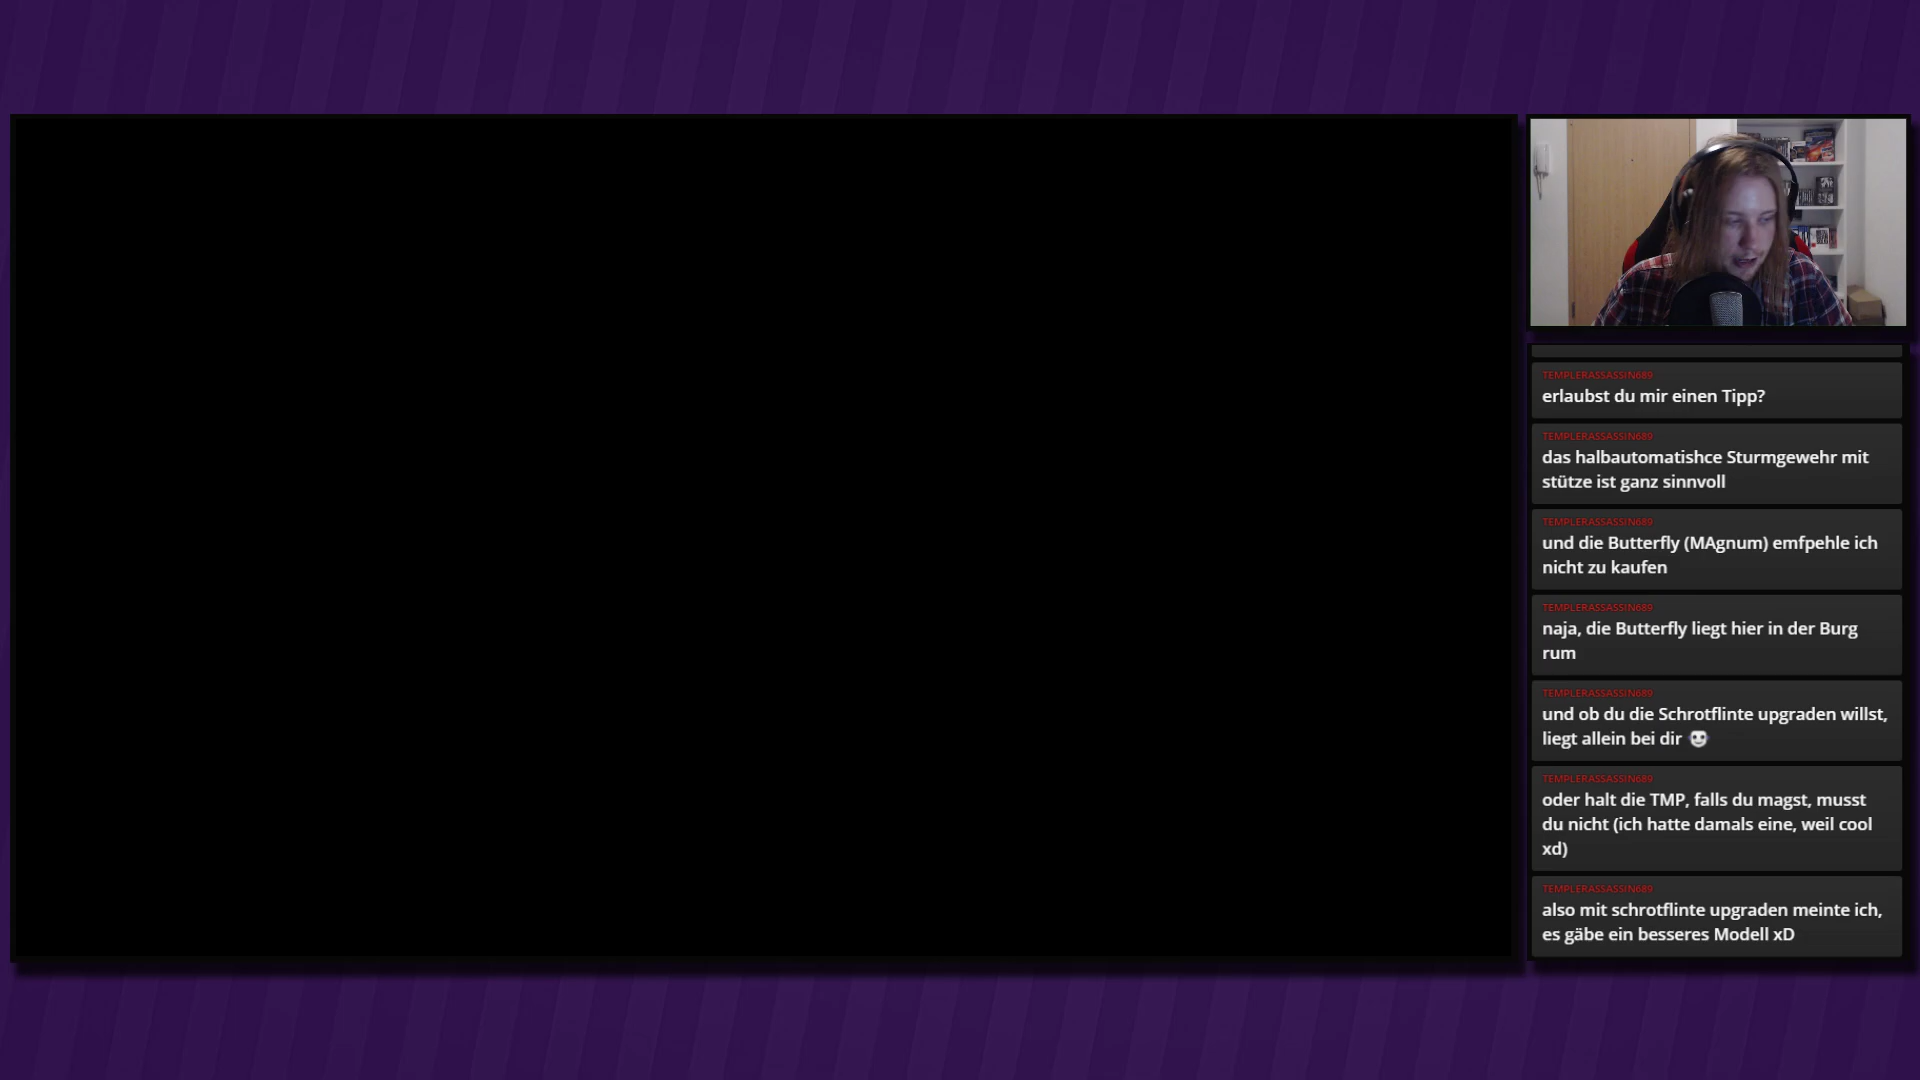 TEMPLERASSASSIN689
erlaubst du mir einen Tipp?
TEMPLERASSASSIN689
das halbautomatishce Sturmgewehr mit
stütze ist ganz sinnvoll
TEMPLERASSASSIN689
und die Butterfly (MAgnum) emfpehle ich
nicht zu kaufen
TEMPLERASSASSIN689
naja, die Butterfly liegt hier in der Burg
rum
TEMPLERASSASSIN689
und ob du die Schrotflinte upgraden willst,
liegt allein bei dir
TEMPLERASSASSIN689
oder halt die TMP, falls du magst, musst
du nicht (ich hatte damals eine, weil cool
xd)
TEMPLERASSASSIN689
also mit schrotflinte upgraden meinte ich,
es gäbe ein besseres Modell xD